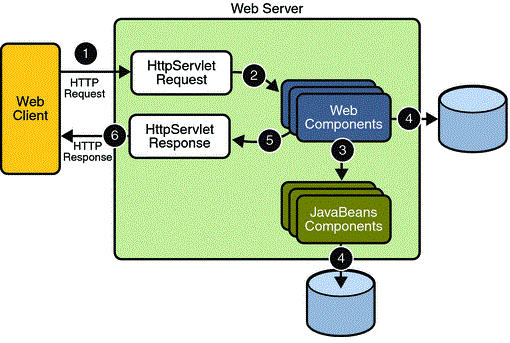 Web Server
1
HTTP
Request
HttpServlet
Request
2
Web
Client
Web
Components
4
6
HTTP
Response
HttpServlet
Response
5
3
JavaBeans
Components
4